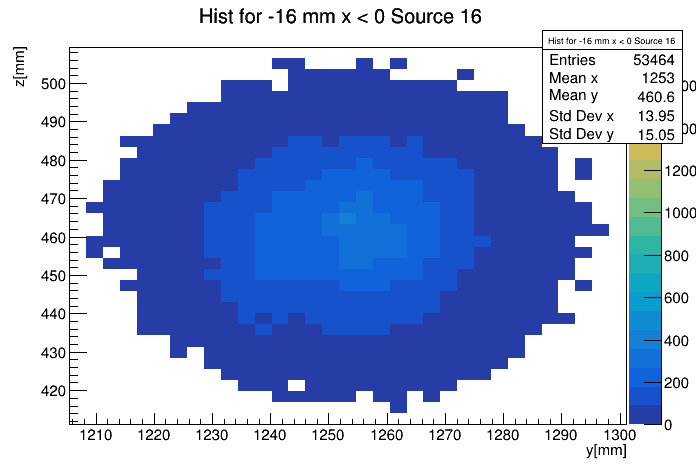 Hist for -16 mm x < 0 Source 16
Hist for -16 mm x < 0 Source 16
Entries 53464
Mean x 1253
Mean y 460.6
Std Dev x 13.95
Std Dev y 15.05
z[mm]
500
490
480
470
460
450
440
430
420
1210 1220 1230 1240 1250 1260 1270 1280 1290 1300
y[mm]
1200
1000
800
600
400
200
0